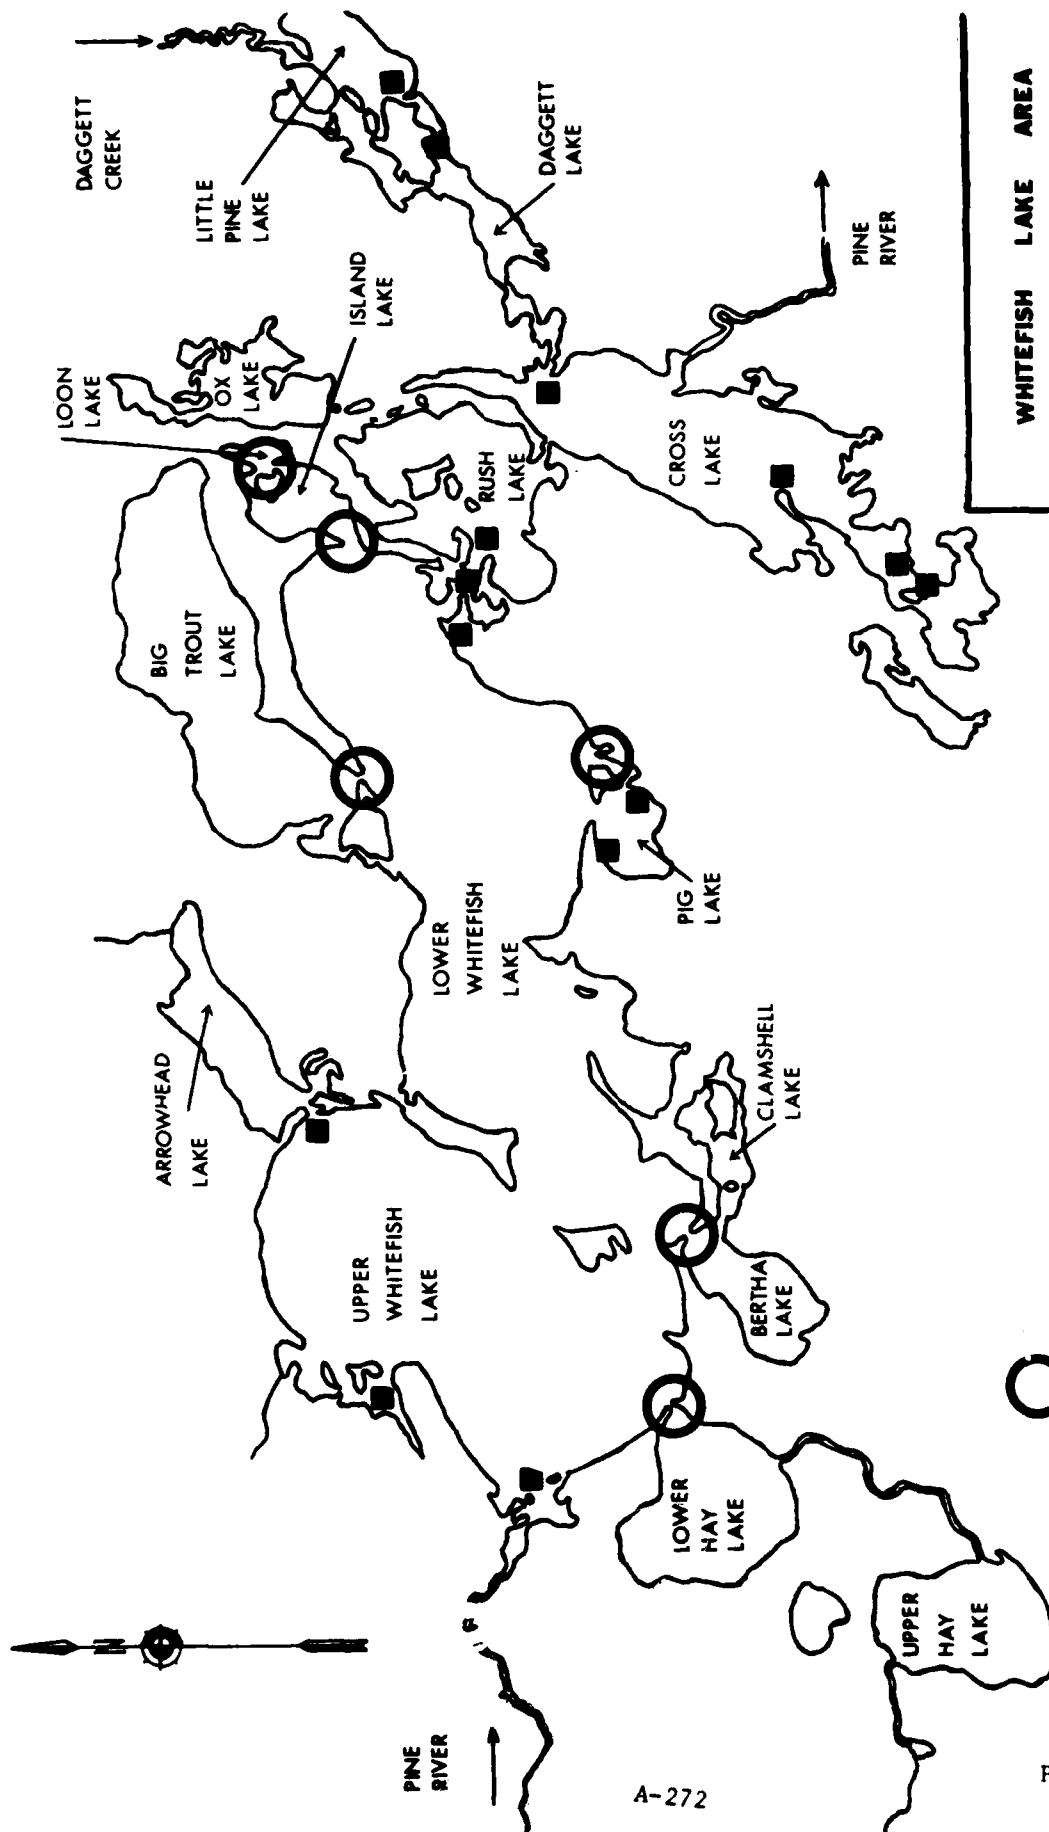 DAGGETT
CREEK
LITTLE
PINE
LAKE
DAGGETT
LAKE
ISLAND
LAKE
LOON
LAKE
OX
LAKE
RUSH
LAKE
PINE
RIVER
CROSS
LAKE
BIG
TROUT
LAKE
LOWER
WHITEFISH
LAKE
PIG
LAKE
ARROWHEAD
LAKE
CLAMSHELL
LAKE
UPPER
WHITEFISH
LAKE
BERTHA
LAKE
LOWER
HAY
LAKE
UPPER
HAY
LAKE
N
PINE
RIVER
WHITEFISH LAKE AREA
A-272